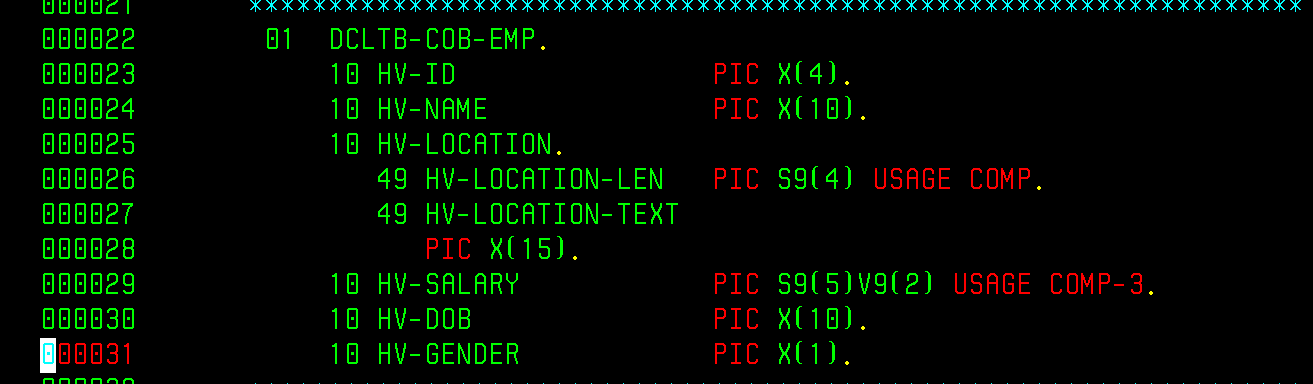 000021 ******************************************************************
000022 01 DCLTB-COB-EMP.
000023 10 HV-ID PIC X(4).
000024 10 HV-NAME PIC X(10).
000025 10 HV-LOCATION.
000026 49 HV-LOCATION-LEN PIC S9(4) USAGE COMP.
000027 49 HV-LOCATION-TEXT
000028 PIC X(15).
000029 10 HV-SALARY PIC S9(5)V9(2) USAGE COMP-3.
000030 10 HV-DOB PIC X(10).
000031 10 HV-GENDER PIC X(1).